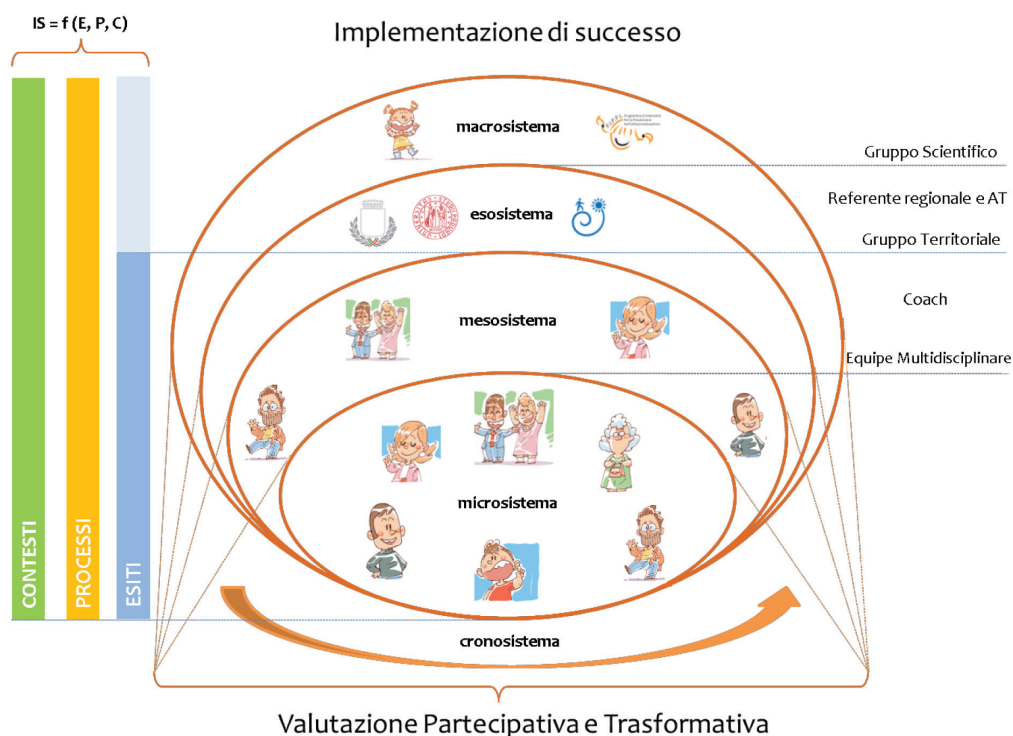 IS = f (E, P, C)
Implementazione di successo
macrosistema
Gruppo Scientifico
Referente regionale e AT
esosistema
Gruppo Territoriale
Coach
mesosistema
Equipe Multidisciplinare
microsistema
CONTESTI
PROCESSI
ESITI
cronosistema
Valutazione Partecipativa e Trasformativa